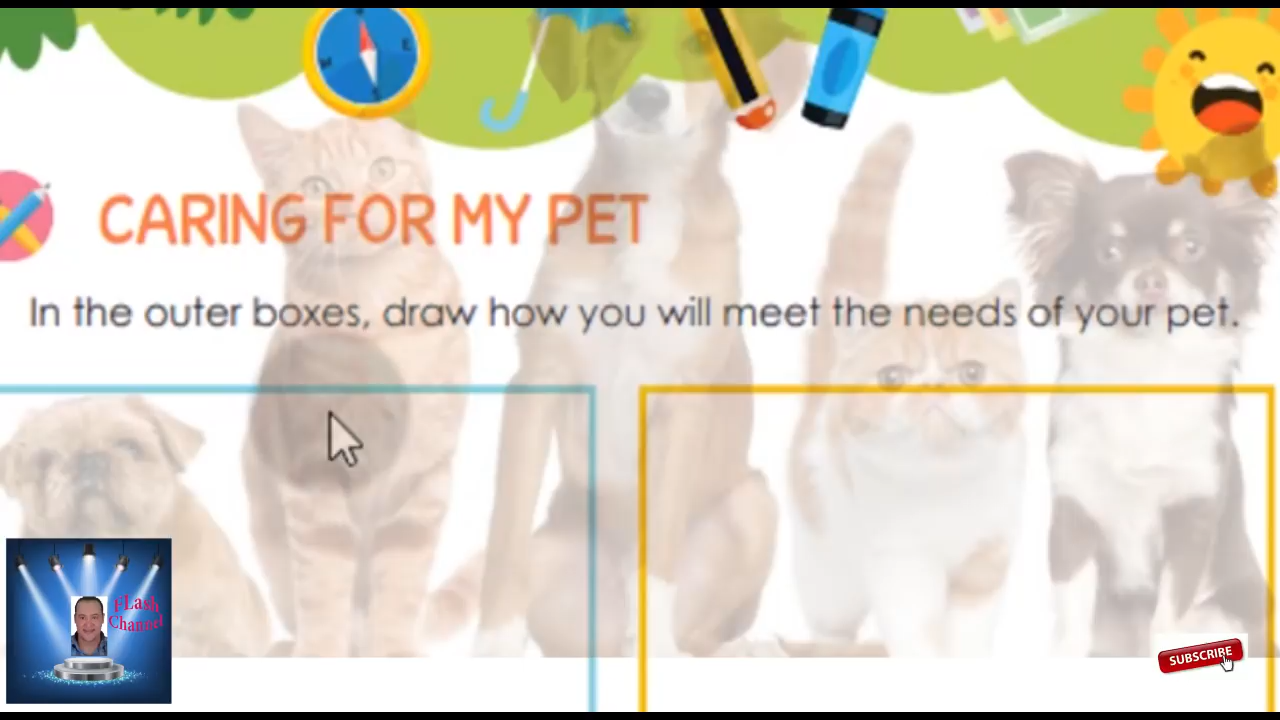 CARING FOR MY PET
In the outer boxes, draw how you will meet the needs of your pet.
FLash
Channel
SUBSCRIBE